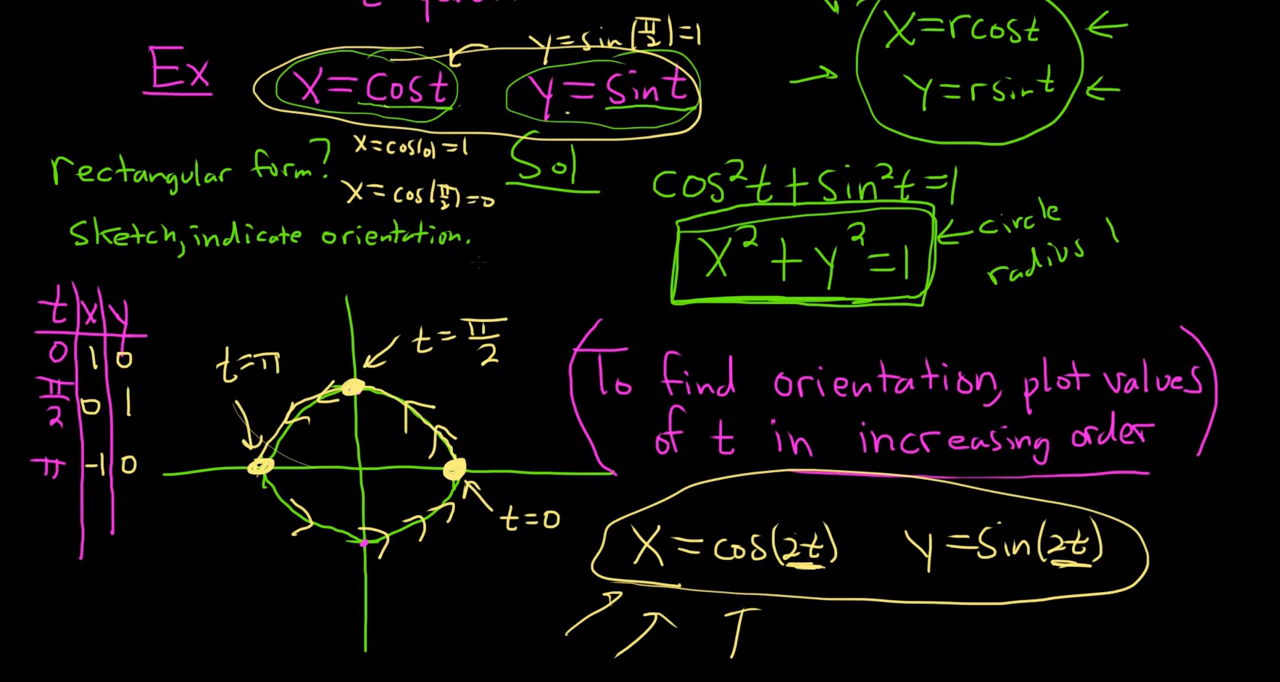 Ex
X=cost y=sint
y=sin(π/2)=1
X=rcost ←
→ y=rsint ←
rectangular form?
X=cos(0)=1
X=cos(π/2)=0
Sol
Sketch, indicate orientation.
cos²t+sin²t=1
X²+y²=1
← circle
radius 1
t x y
0 1 0
π/2 0 1
π -1 0
t=π
t=π/2
t=0
(To find orientation, plot values
of t in increasing order)
X=cos(2t) y=sin(2t)
T